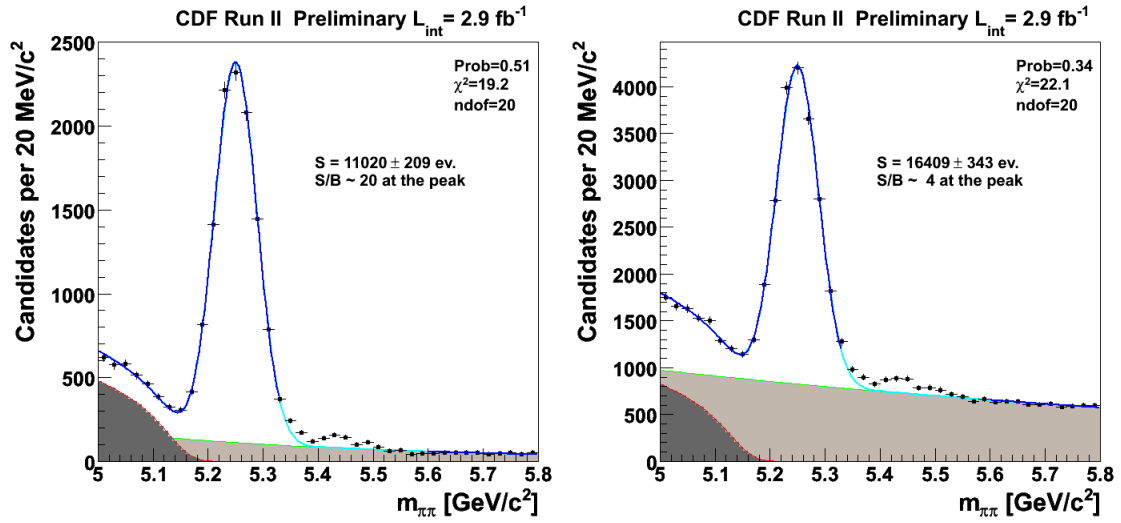 CDF Run II Preliminary L_int = 2.9 fb⁻¹
Candidates per 20 MeV/c²
2500
2000
1500
1000
500
0
Prob=0.51
χ²=19.2
ndof=20
S = 11020 ± 209 ev.
S/B ~ 20 at the peak
5 5.1 5.2 5.3 5.4 5.5 5.6 5.7 5.8
m_ππ [GeV/c²]
CDF Run II Preliminary L_int = 2.9 fb⁻¹
Candidates per 20 MeV/c²
4000
3500
3000
2500
2000
1500
1000
500
0
Prob=0.34
χ²=22.1
ndof=20
S = 16409 ± 343 ev.
S/B ~ 4 at the peak
5 5.1 5.2 5.3 5.4 5.5 5.6 5.7 5.8
m_ππ [GeV/c²]